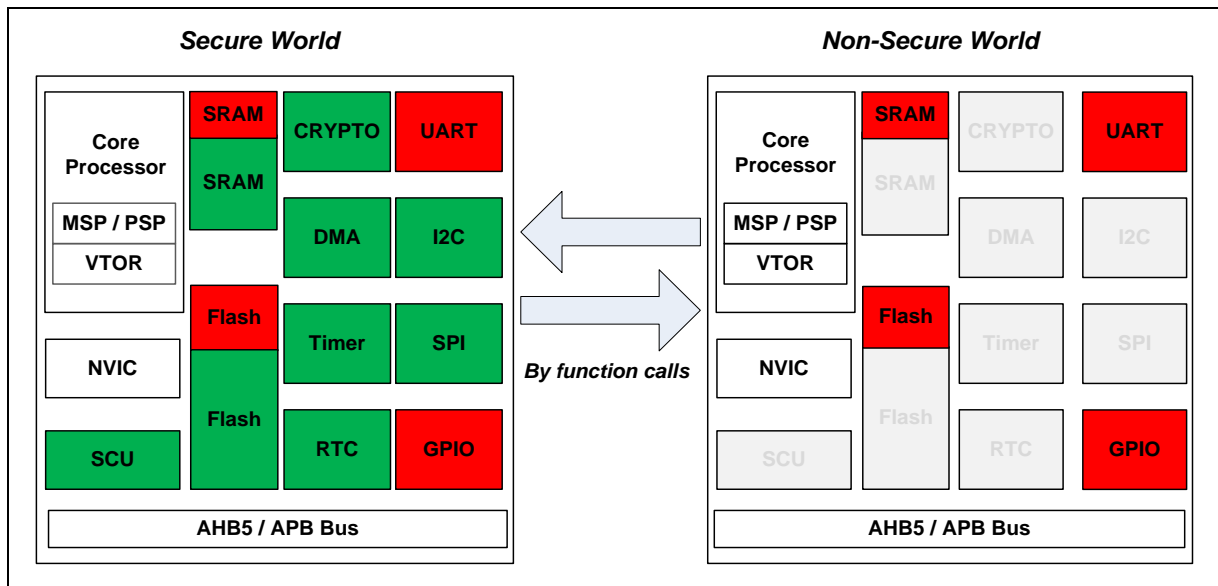 Secure World
Non-Secure World
Core
Processor
MSP / PSP
VTOR
NVIC
SCU
SRAM
SRAM
Flash
Flash
CRYPTO
UART
DMA
I2C
Timer
SPI
RTC
GPIO
AHB5 / APB Bus
By function calls
Core
Processor
MSP / PSP
VTOR
NVIC
SCU
SRAM
SRAM
Flash
Flash
CRYPTO
UART
DMA
I2C
Timer
SPI
RTC
GPIO
AHB5 / APB Bus